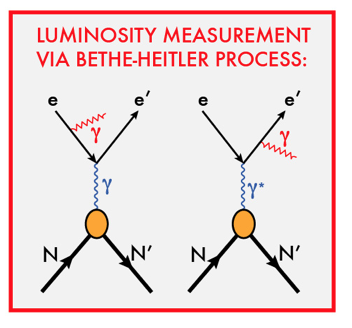 LUMINOSITY MEASUREMENT
VIA BETHE-HEITLER PROCESS:
e e′ e e′
γ γ
γ γ*
N N′ N N′